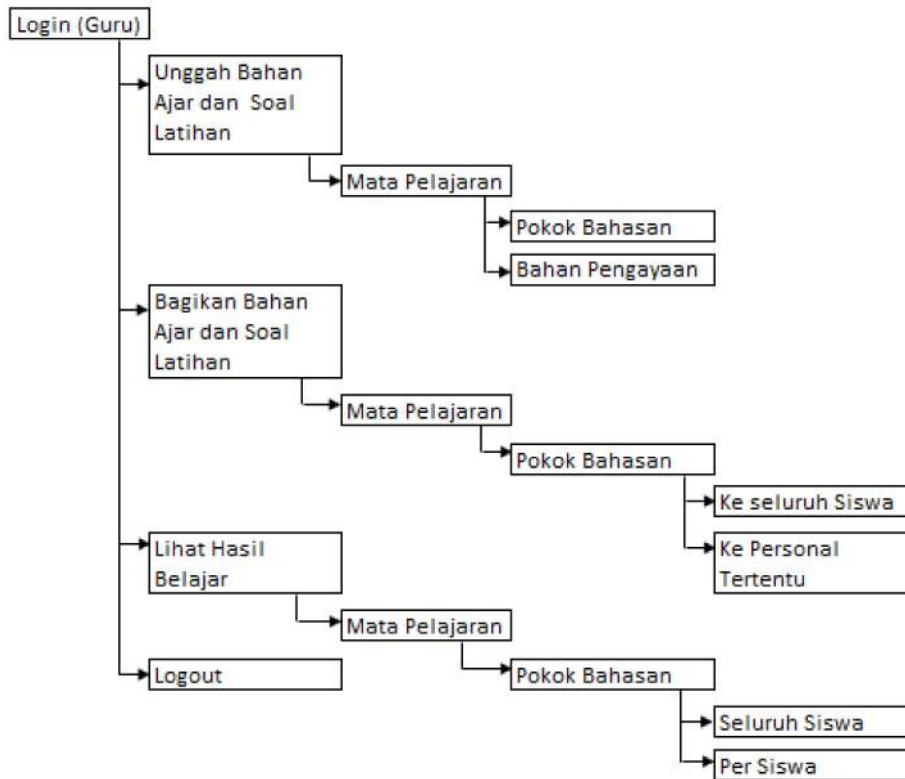 Login (Guru)
Unggah Bahan
Ajar dan Soal
Latihan
Mata Pelajaran
Pokok Bahasan
Bahan Pengayaan
Bagikan Bahan
Ajar dan Soal
Latihan
Mata Pelajaran
Pokok Bahasan
Ke seluruh Siswa
Ke Personal
Tertentu
Lihat Hasil
Belajar
Mata Pelajaran
Pokok Bahasan
Seluruh Siswa
Per Siswa
Logout